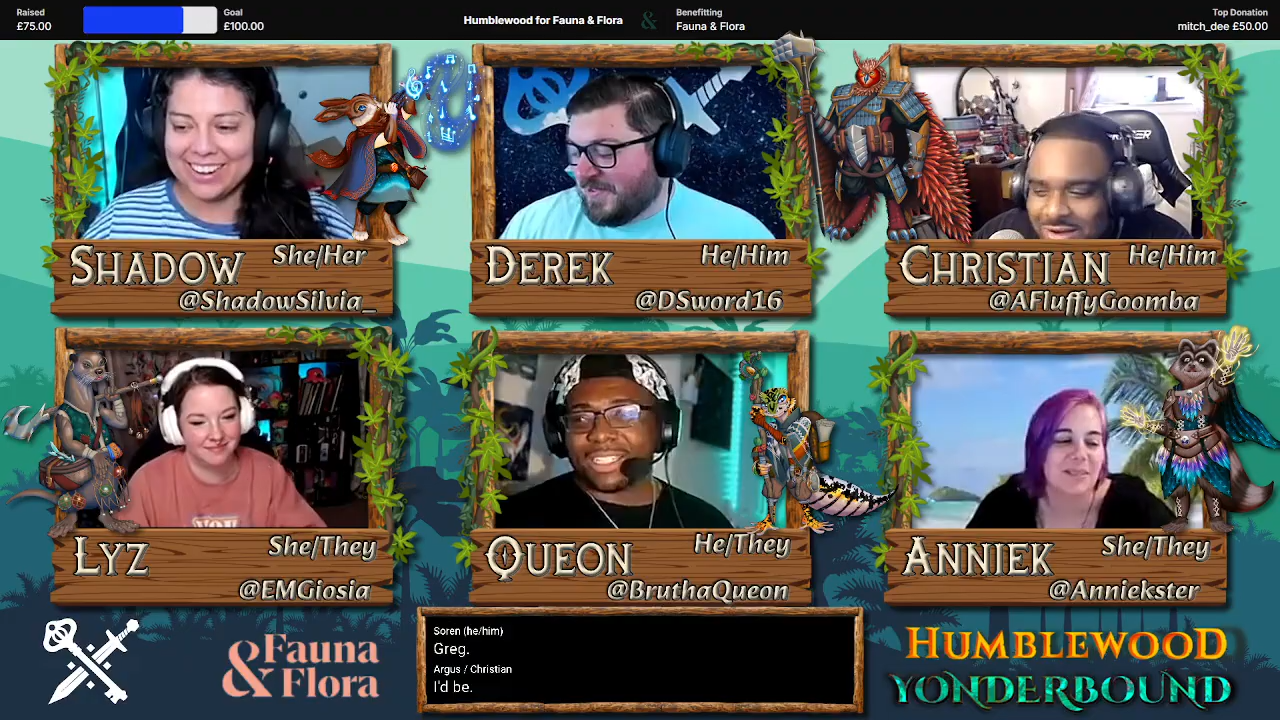 Raised
£75.00
Goal
£100.00
Humblewood for Fauna & Flora
&
Benefitting
Fauna & Flora
Top Donation
mitch_dee £50.00
SHADOW She/Her
@ShadowSilvia_
DEREK He/Him
@DSword16
CHRISTIAN He/Him
@AFluffyGoomba
LYZ She/They
@EMGiosia
QUEON He/They
@BruthaQueon
ANNIEK She/They
@Anniekster
Fauna
& Flora
Soren (he/him)
Greg.
Argus / Christian
I'd be.
HUMBLEWOOD
YONDERBOUND